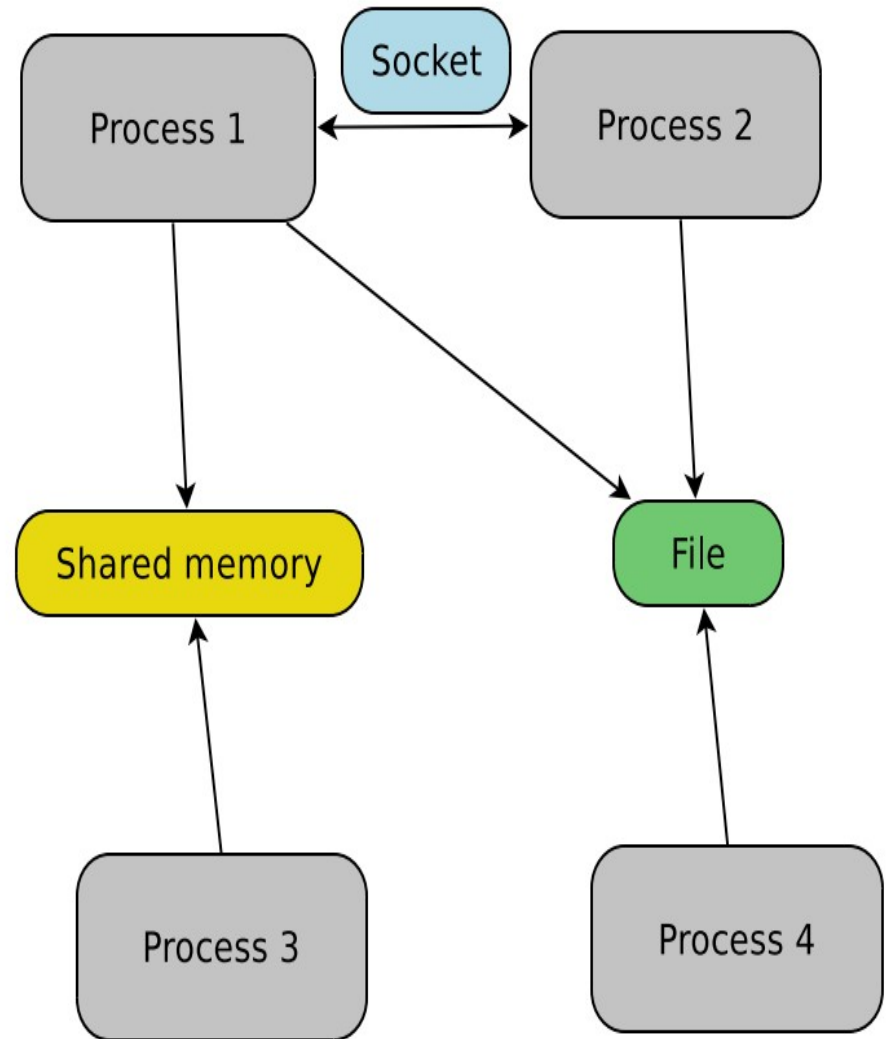 Socket
Process 1
Process 2
Shared memory
File
Process 3
Process 4